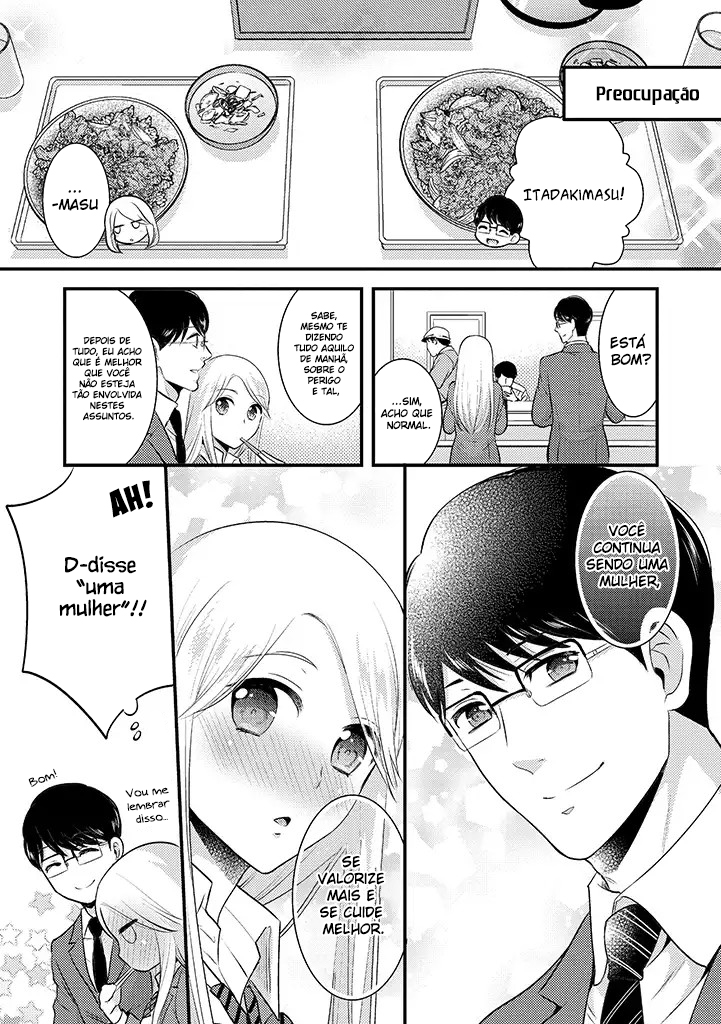 Preocupação
ITADAKIMASU!
...
-MASU
ESTÁ
BOM?
...SIM,
ACHO QUE
NORMAL.
SABE,
MESMO TE
DIZENDO
TUDO AQUILO
DE MANHÃ,
SOBRE O
PERIGO
E TAL,
DEPOIS DE
TUDO, EU ACHO
QUE É MELHOR
QUE VOCÊ
NÃO ESTEJA
TÃO ENVOLVIDA
NESTES
ASSUNTOS.
VOCÊ
CONTINUA
SENDO UMA
MULHER,
SE
VALORIZE
MAIS E
SE CUIDE
MELHOR.
AH!
D-disse
"uma
mulher"!!
Bom!
Vou me
lembrar
disso...